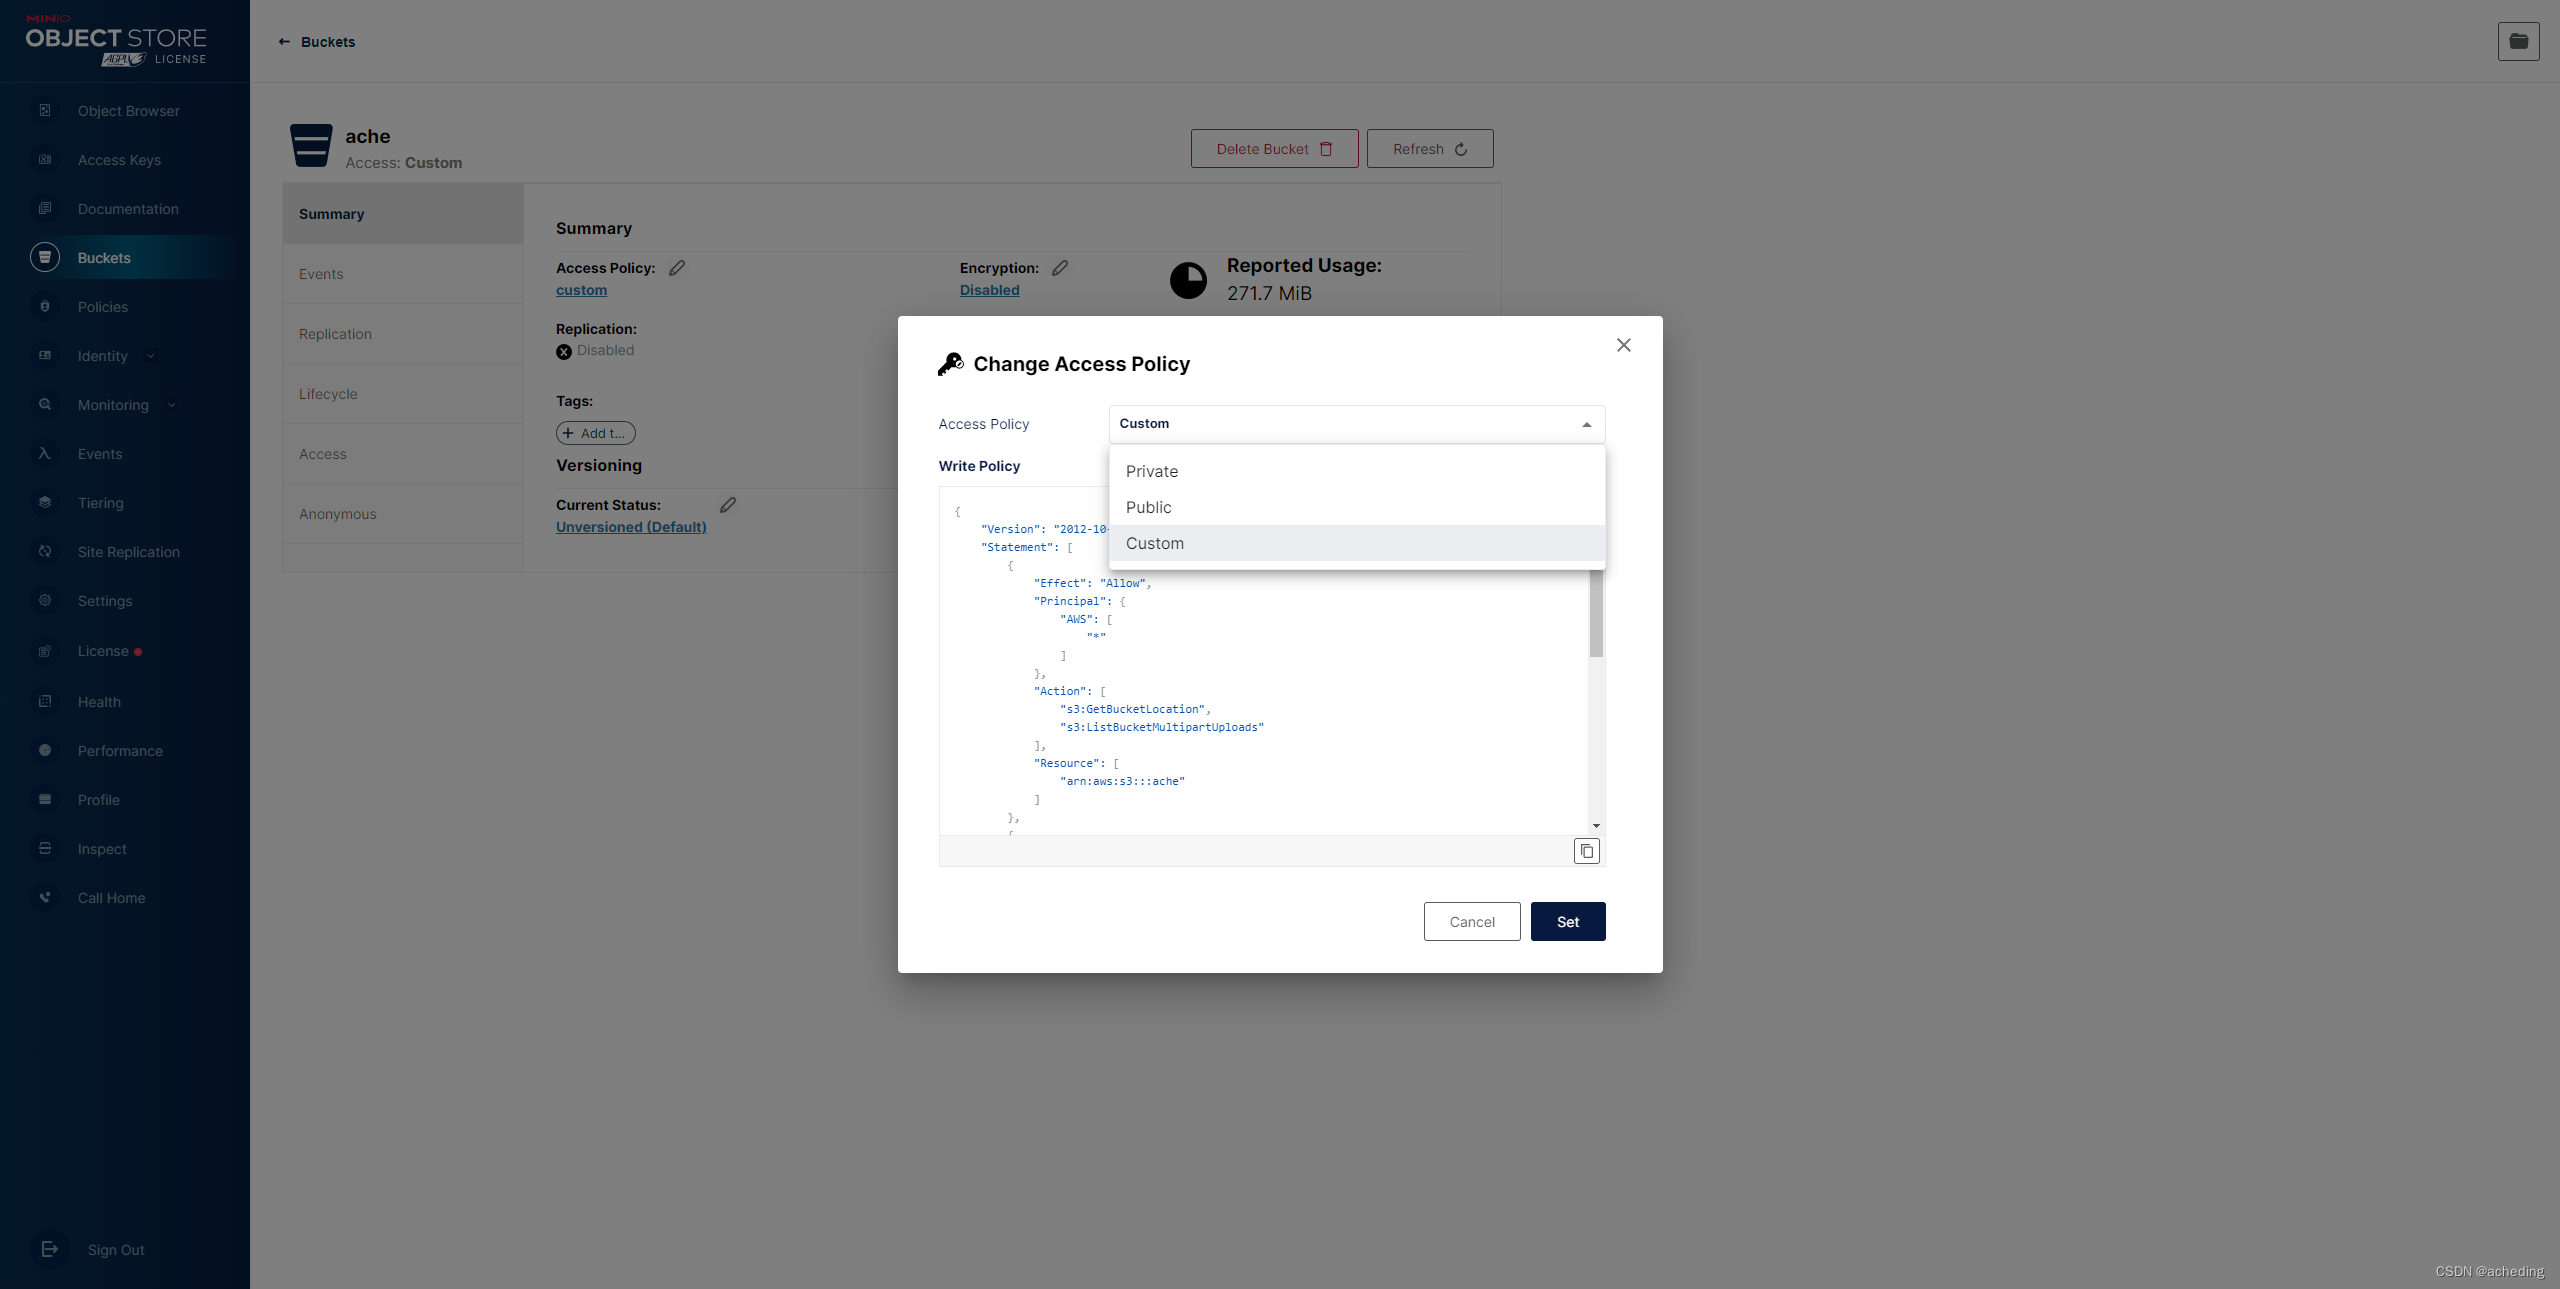 MINIO
OBJECT STORE
AGPL LICENSE
Object Browser
Access Keys
Documentation
Buckets
Policies
Identity
Monitoring
Events
Tiering
Site Replication
Settings
License
Health
Performance
Profile
Inspect
Call Home
Sign Out
← Buckets
ache
Access: Custom
Delete Bucket
Refresh
Summary
Events
Replication
Lifecycle
Access
Anonymous
Summary
Access Policy:
custom
Encryption:
Disabled
Reported Usage:
271.7 MiB
Replication:
Disabled
Tags:
+ Add t...
Versioning
Current Status:
Unversioned (Default)
Change Access Policy
Access Policy
Custom
Private
Public
Custom
Write Policy
{
"Version": "2012-10-
"Statement": [
{
"Effect": "Allow",
"Principal": {
"AWS": [
"*"
]
},
"Action": [
"s3:GetBucketLocation",
"s3:ListBucketMultipartUploads"
],
"Resource": [
"arn:aws:s3:::ache"
]
},
{
Cancel
Set
CSDN @acheding